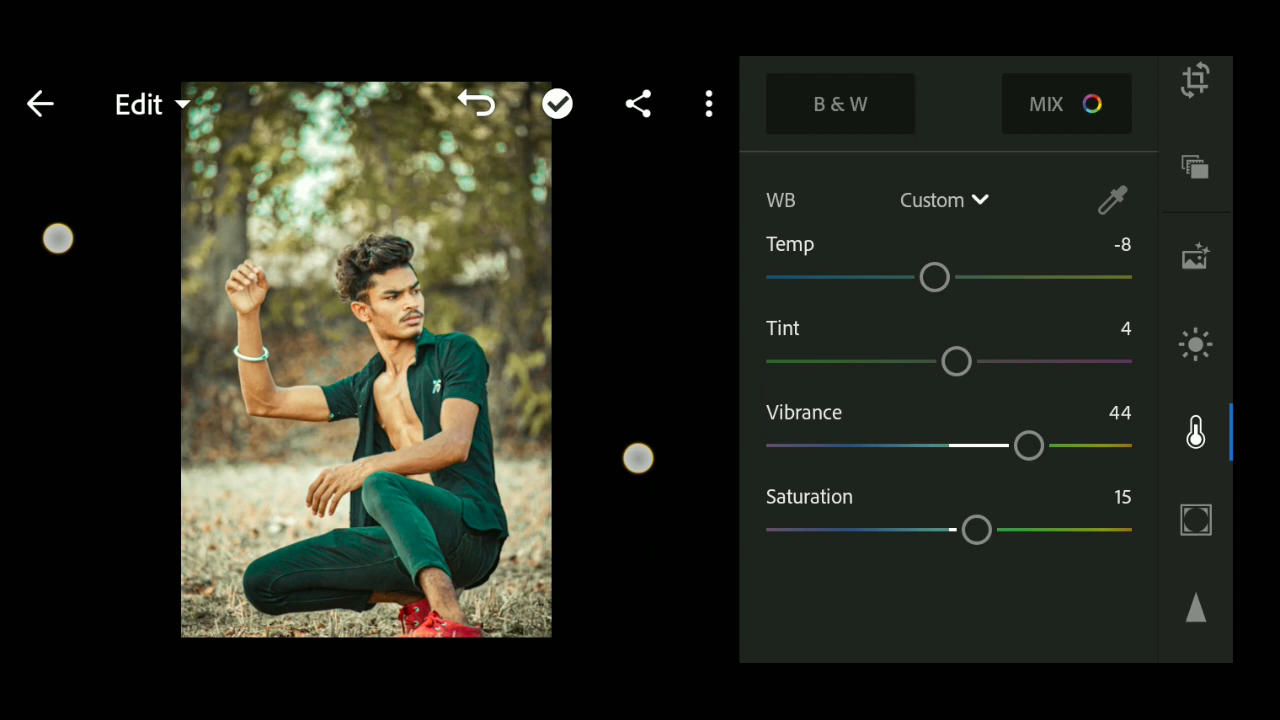 Edit
B & W
MIX
WB Custom
Temp -8
Tint 4
Vibrance 44
Saturation 15